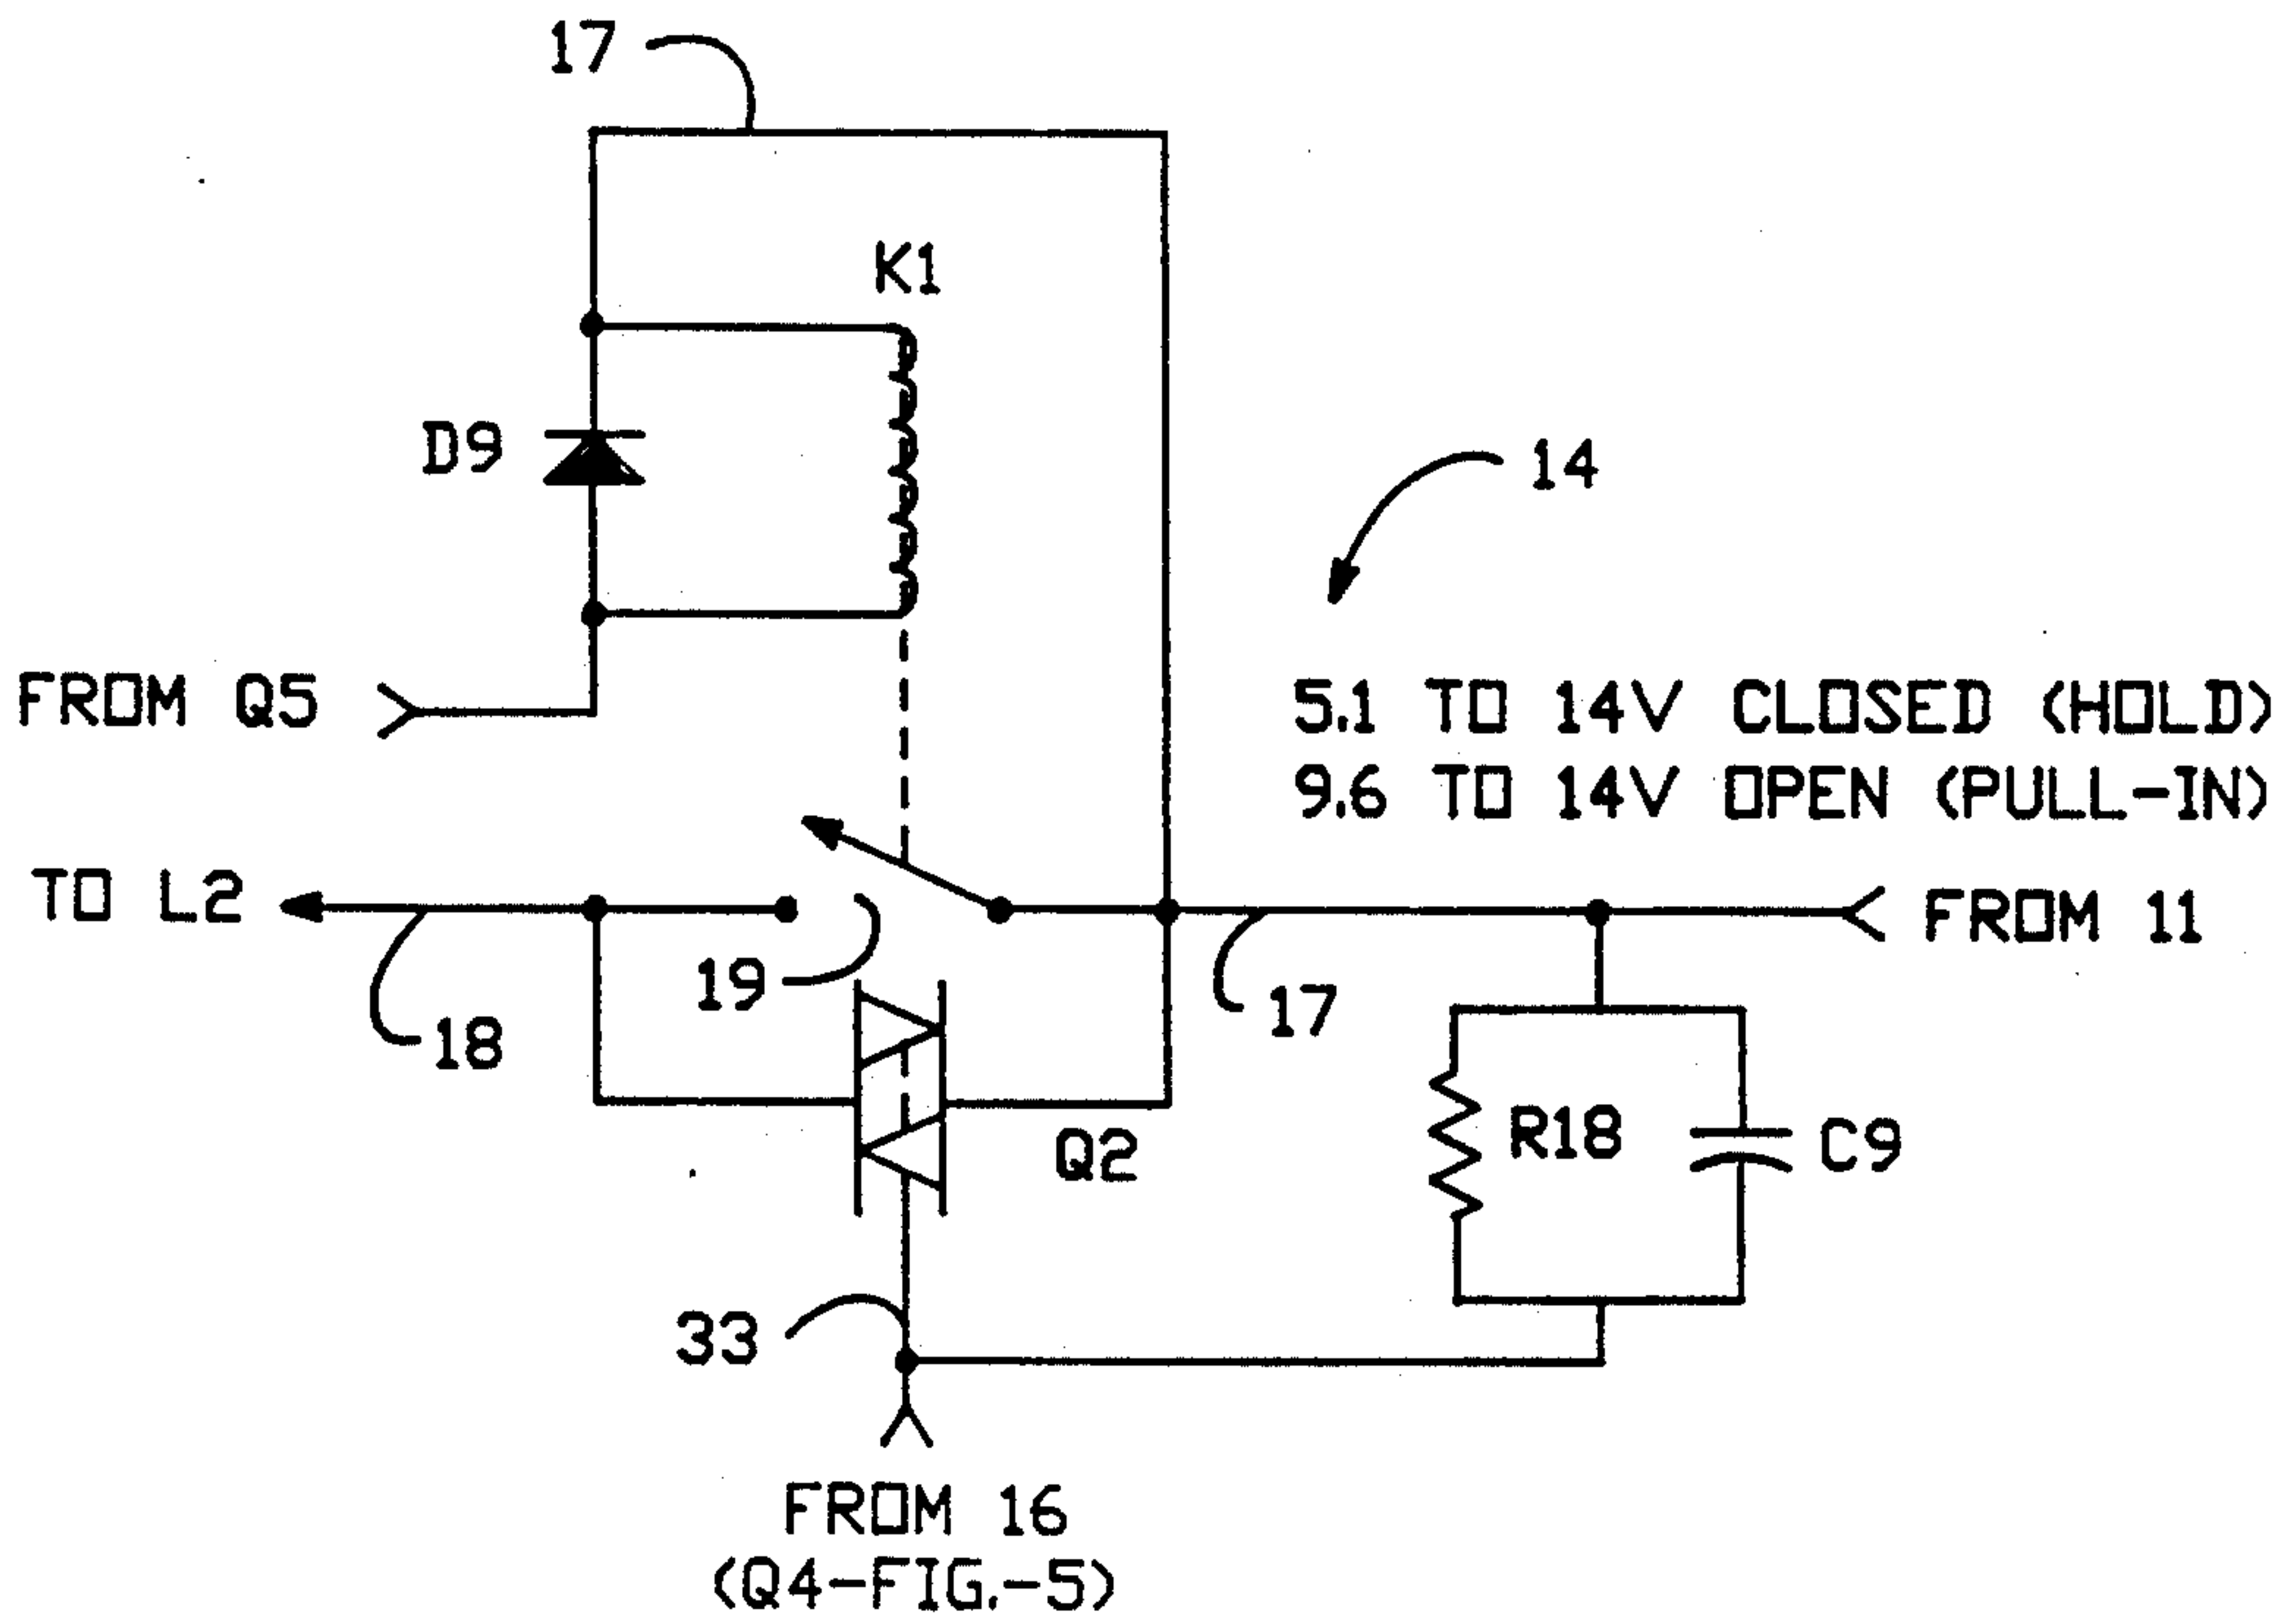 17
K1
D9
14
FROM Q5
5.1 TO 14V CLOSED (HOLD)
9.6 TO 14V OPEN (PULL-IN)
TO L2
FROM 11
19
17
18
R18
C9
Q2
33
FROM 16
(Q4-FIG.-5)